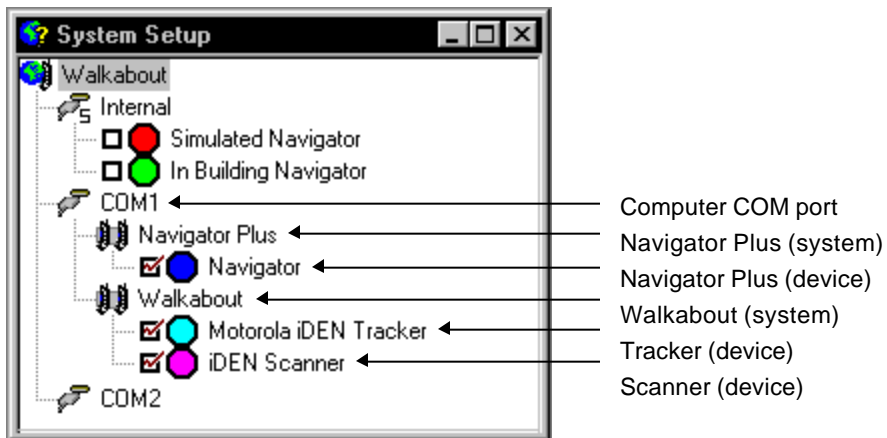 System Setup
Walkabout
Internal
Simulated Navigator
In Building Navigator
COM1
Navigator Plus
Navigator
Walkabout
Motorola iDEN Tracker
iDEN Scanner
COM2
Computer COM port
Navigator Plus (system)
Navigator Plus (device)
Walkabout (system)
Tracker (device)
Scanner (device)